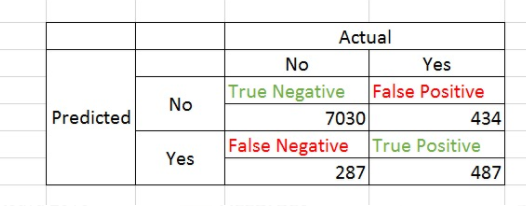 Actual
No Yes
True Negative False Positive
No
7030 434
Predicted
False Negative True Positive
Yes
287 487